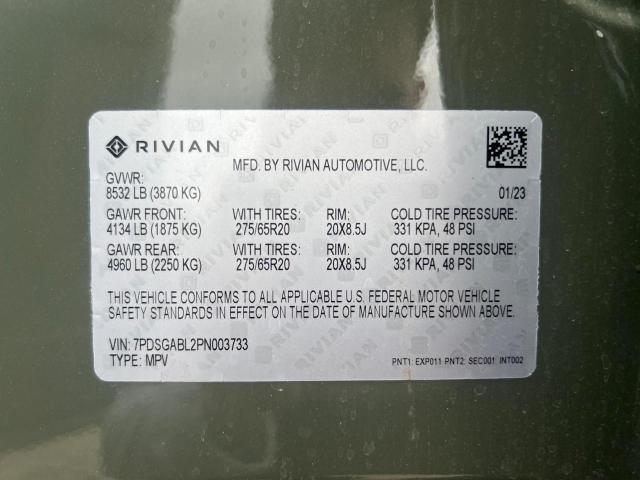 RIVIAN
MFD. BY RIVIAN AUTOMOTIVE, LLC.
GVWR:
8532 LB (3870 KG) 01/23
GAWR FRONT: WITH TIRES: RIM: COLD TIRE PRESSURE:
4134 LB (1875 KG) 275/65R20 20X8.5J 331 KPA, 48 PSI
GAWR REAR: WITH TIRES: RIM: COLD TIRE PRESSURE:
4960 LB (2250 KG) 275/65R20 20X8.5J 331 KPA, 48 PSI
THIS VEHICLE CONFORMS TO ALL APPLICABLE U.S. FEDERAL MOTOR VEHICLE
SAFETY STANDARDS IN EFFECT ON THE DATE OF MANUFACTURE SHOWN ABOVE.
VIN: 7PDSGABL2PN003733
TYPE: MPV PNT1: EXP011 PNT2: SEC001 INT002